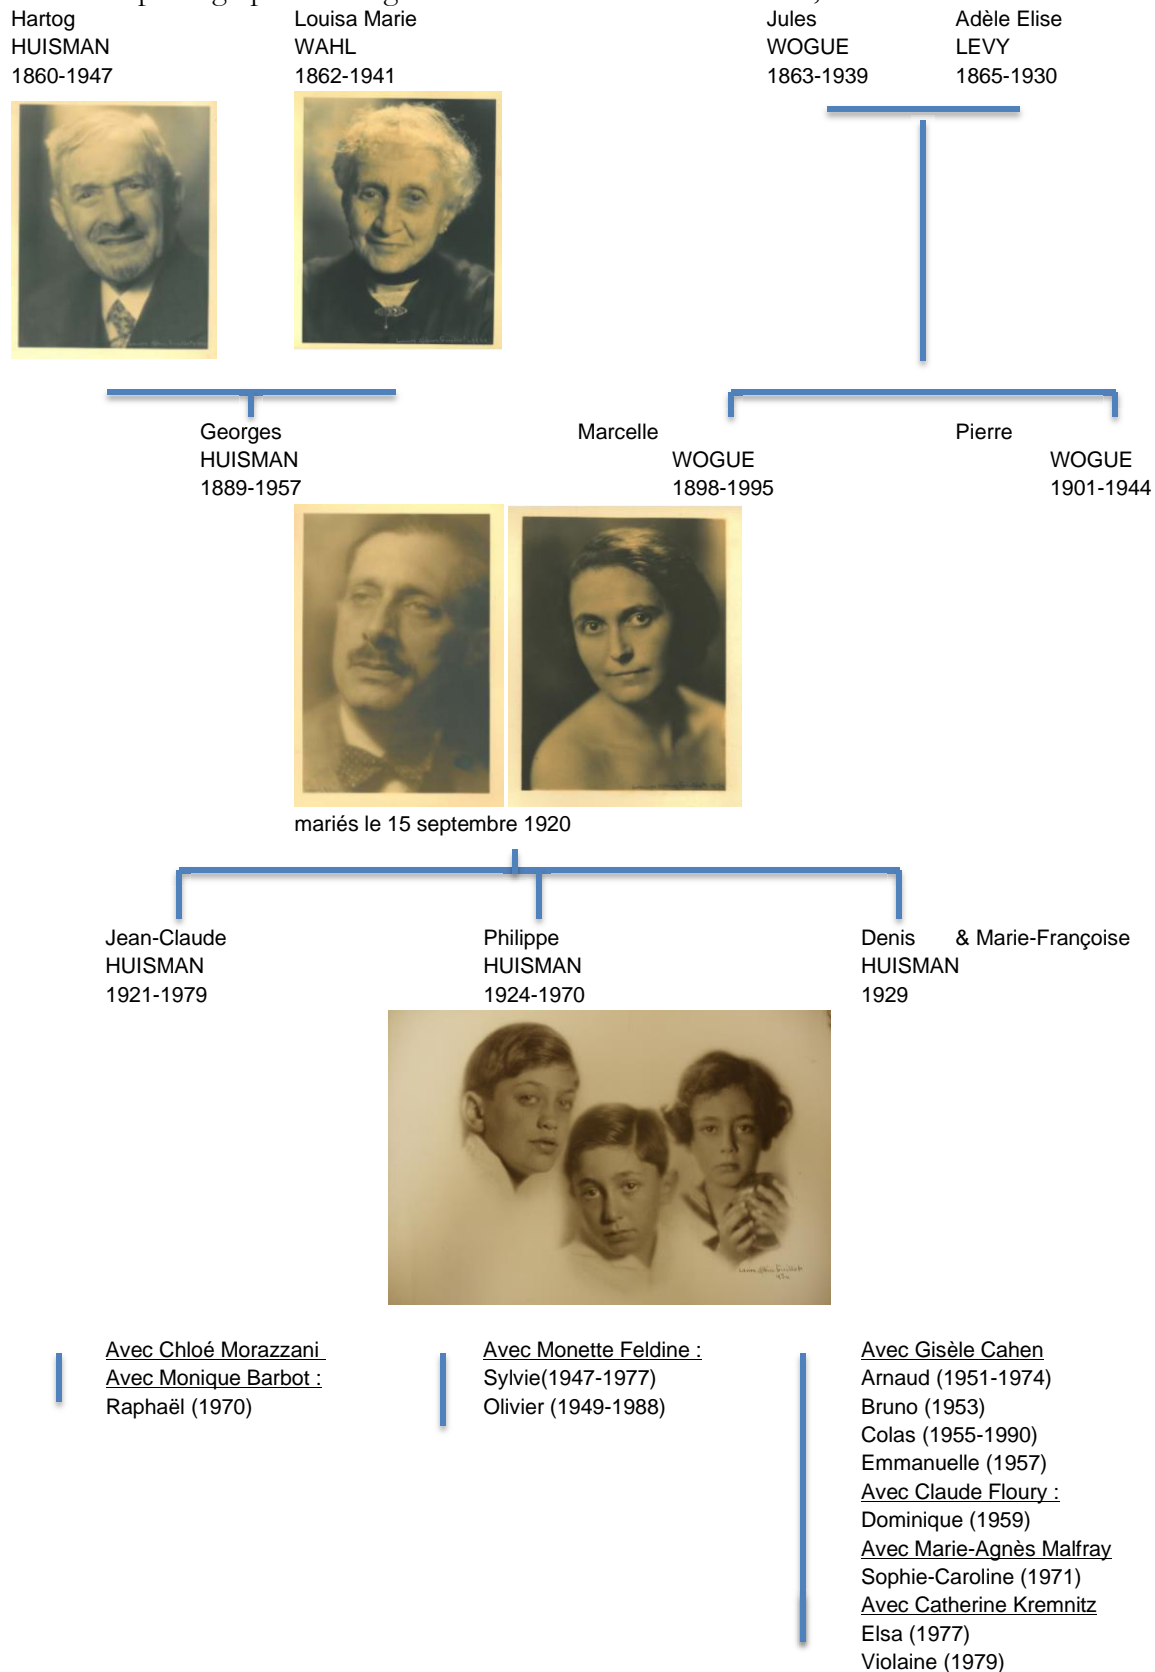 Hartog
HUISMAN
1860-1947
Louisa Marie
WAHL
1862-1941
Jules
WOGUE
1863-1939
Adèle Elise
LEVY
1865-1930
Georges
HUISMAN
1889-1957
Marcelle
WOGUE
1898-1995
Pierre
WOGUE
1901-1944
mariés le 15 septembre 1920
Jean-Claude
HUISMAN
1921-1979
Philippe
HUISMAN
1924-1970
Denis & Marie-Françoise
HUISMAN
1929
Avec Chloé Morazzani
Avec Monique Barbot :
Raphaël (1970)
Avec Monette Feldine :
Sylvie(1947-1977)
Olivier (1949-1988)
Avec Gisèle Cahen
Arnaud (1951-1974)
Bruno (1953)
Colas (1955-1990)
Emmanuelle (1957)
Avec Claude Floury :
Dominique (1959)
Avec Marie-Agnès Malfray
Sophie-Caroline (1971)
Avec Catherine Kremnitz
Elsa (1977)
Violaine (1979)